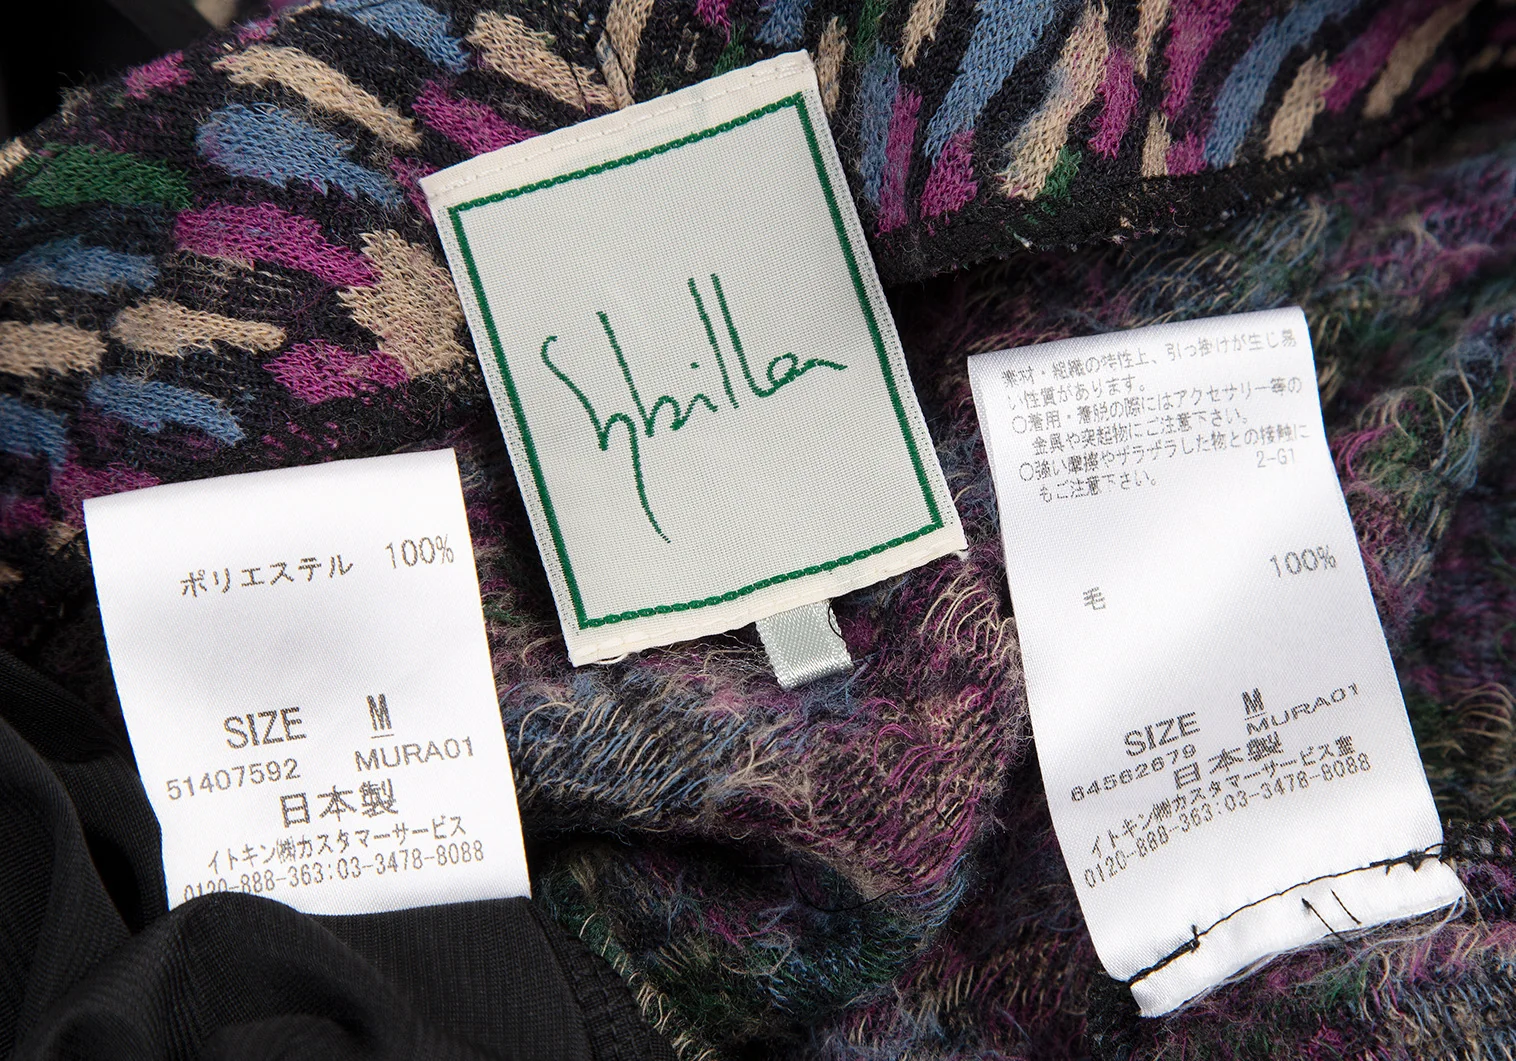 Sybilla
ポリエステル 100%
SIZE M
51407592 MURA01
日本製
イトキン㈱カスタマーサービス
0120-888-363:03-3478-8088
素材・組織の特性上、引っ掛けが生じ易
い性質があります。
○着用・着脱の際にはアクセサリー等の
金具や突起物にご注意下さい。
○強い摩擦やザラザラした物との接触に
もご注意下さい。
2-G1
毛 100%
SIZE M
64562679 MURA01
日本製
イトキン㈱カスタマーサービス室
0120-888-363:03-3478-8088